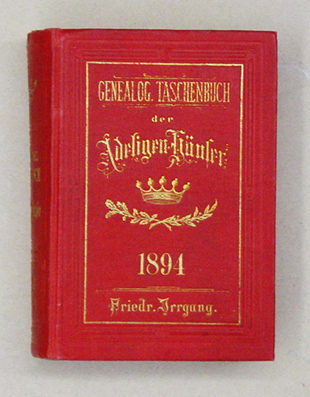 GENEALOG. TASCHENBUCH
der
Adeligen-Häuser
1894
Friedr. Irrgang.